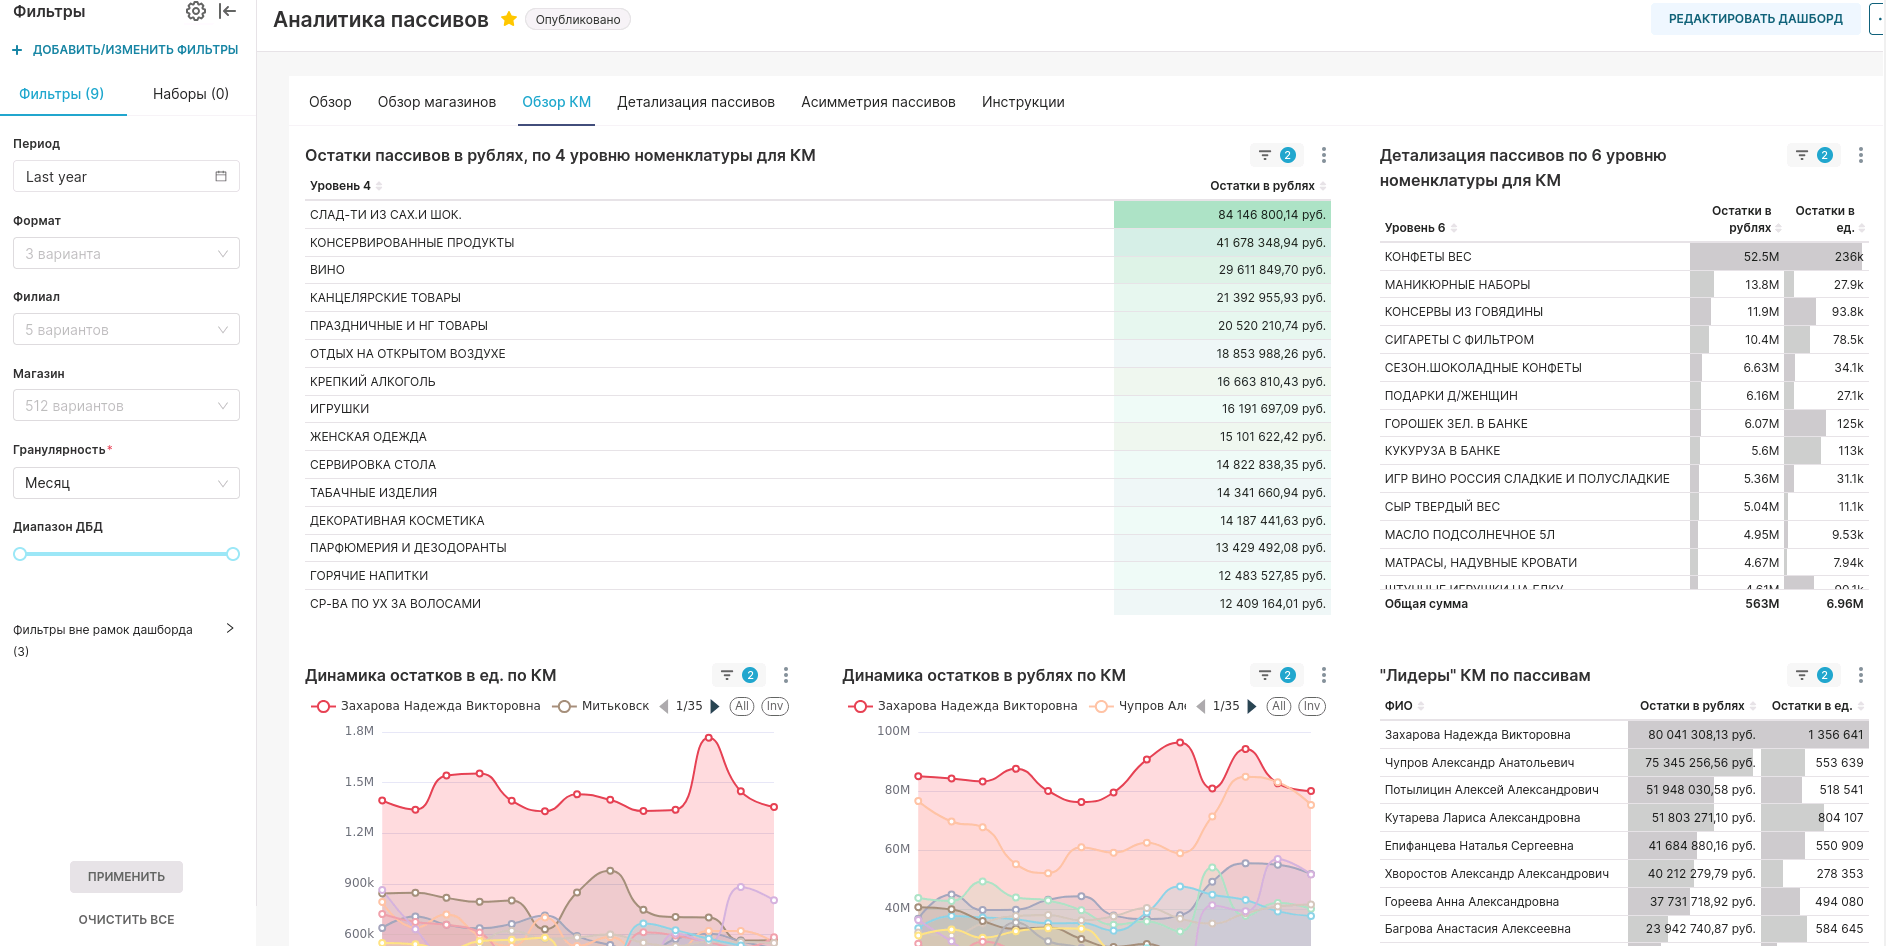 Фильтры
ДОБАВИТЬ/ИЗМЕНИТЬ ФИЛЬТРЫ
Фильтры (9) Наборы (0)
Период
Last year
Формат
3 варианта
Филиал
5 вариантов
Магазин
512 вариантов
Гранулярность*
Месяц
Диапазон ДБД
Фильтры вне рамок дашборда
(3)
ПРИМЕНИТЬ
ОЧИСТИТЬ ВСЕ
Аналитика пассивов Опубликовано
РЕДАКТИРОВАТЬ ДАШБОРД
Обзор Обзор магазинов Обзор КМ Детализация пассивов Асимметрия пассивов Инструкции
Остатки пассивов в рублях, по 4 уровню номенклатуры для КМ 2
Уровень 4 Остатки в рублях
СЛАД-ТИ ИЗ САХ.И ШОК. 84 146 800,14 руб.
КОНСЕРВИРОВАННЫЕ ПРОДУКТЫ 41 678 348,94 руб.
ВИНО 29 611 849,70 руб.
КАНЦЕЛЯРСКИЕ ТОВАРЫ 21 392 955,93 руб.
ПРАЗДНИЧНЫЕ И НГ ТОВАРЫ 20 520 210,74 руб.
ОТДЫХ НА ОТКРЫТОМ ВОЗДУХЕ 18 853 988,26 руб.
КРЕПКИЙ АЛКОГОЛЬ 16 663 810,43 руб.
ИГРУШКИ 16 191 697,09 руб.
ЖЕНСКАЯ ОДЕЖДА 15 101 622,42 руб.
СЕРВИРОВКА СТОЛА 14 822 838,35 руб.
ТАБАЧНЫЕ ИЗДЕЛИЯ 14 341 660,94 руб.
ДЕКОРАТИВНАЯ КОСМЕТИКА 14 187 441,63 руб.
ПАРФЮМЕРИЯ И ДЕЗОДОРАНТЫ 13 429 492,08 руб.
ГОРЯЧИЕ НАПИТКИ 12 483 527,85 руб.
СР-ВА ПО УХ ЗА ВОЛОСАМИ 12 409 164,01 руб.
Детализация пассивов по 6 уровню
номенклатуры для КМ
2
Остатки в Остатки в
Уровень 6 рублях ед.
КОНФЕТЫ ВЕС 52.5M 236k
МАНИКЮРНЫЕ НАБОРЫ 13.8M 27.9k
КОНСЕРВЫ ИЗ ГОВЯДИНЫ 11.9M 93.8k
СИГАРЕТЫ С ФИЛЬТРОМ 10.4M 78.5k
СЕЗОН.ШОКОЛАДНЫЕ КОНФЕТЫ 6.63M 34.1k
ПОДАРКИ Д/ЖЕНЩИН 6.16M 27.1k
ГОРОШЕК ЗЕЛ. В БАНКЕ 6.07M 125k
КУКУРУЗА В БАНКЕ 5.6M 113k
ИГР ВИНО РОССИЯ СЛАДКИЕ И ПОЛУСЛАДКИЕ 5.36M 31.1k
СЫР ТВЕРДЫЙ ВЕС 5.04M 11.1k
МАСЛО ПОДСОЛНЕЧНОЕ 5Л 4.95M 9.53k
МАТРАСЫ, НАДУВНЫЕ КРОВАТИ 4.67M 7.94k
ШТУЧНЫЕ ИГРУШКИ НА ЕЛКУ 4.61M
Общая сумма 563M 6.96M
Динамика остатков в ед. по КМ 2
Захарова Надежда Викторовна Митьковск 1/35 All Inv
1.8M
1.5M
1.2M
900k
600k
Динамика остатков в рублях по КМ 2
Захарова Надежда Викторовна Чупров Але 1/35 All Inv
100M
80M
60M
40M
"Лидеры" КМ по пассивам 2
ФИО Остатки в рублях Остатки в ед.
Захарова Надежда Викторовна 80 041 308,13 руб. 1 356 641
Чупров Александр Анатольевич 75 345 256,56 руб. 553 639
Потылицин Алексей Александрович 51 948 030,58 руб. 518 541
Кутарева Лариса Александровна 51 803 271,10 руб. 804 107
Епифанцева Наталья Сергеевна 41 684 880,16 руб. 550 909
Хворостов Александр Александрович 40 212 279,79 руб. 278 353
Гореева Анна Александровна 37 731 718,92 руб. 494 080
Багрова Анастасия Алексеевна 23 942 740,87 руб. 584 645